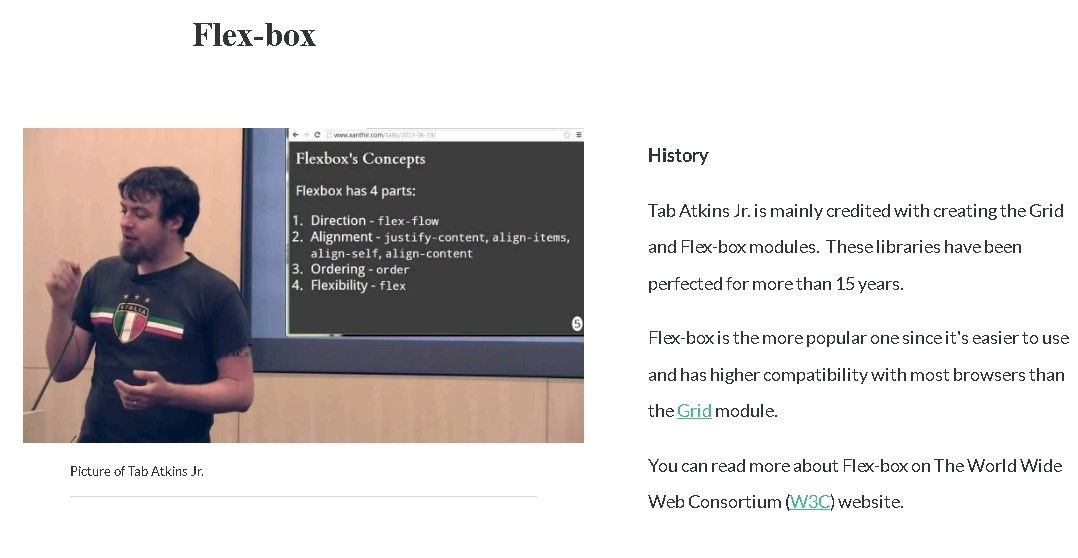 Flex-box
www.xanthir.com/talks/2013-06-19/
Flexbox's Concepts
Flexbox has 4 parts:
1. Direction - flex-flow
2. Alignment - justify-content, align-items,
align-self, align-content
3. Ordering - order
4. Flexibility - flex
5
ITALIA
Picture of Tab Atkins Jr.
History
Tab Atkins Jr. is mainly credited with creating the Grid
and Flex-box modules. These libraries have been
perfected for more than 15 years.
Flex-box is the more popular one since it's easier to use
and has higher compatibility with most browsers than
the Grid module.
You can read more about Flex-box on The World Wide
Web Consortium (W3C) website.